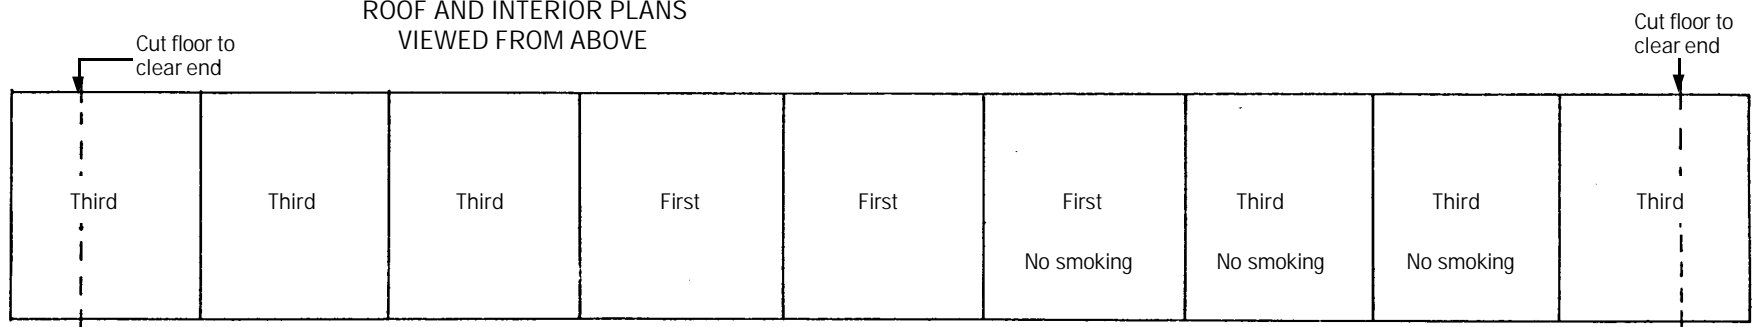 ROOF AND INTERIOR PLANS
VIEWED FROM ABOVE
Cut floor to
clear end
Cut floor to
clear end
Third
Third
Third
First
First
First
No smoking
Third
No smoking
Third
No smoking
Third